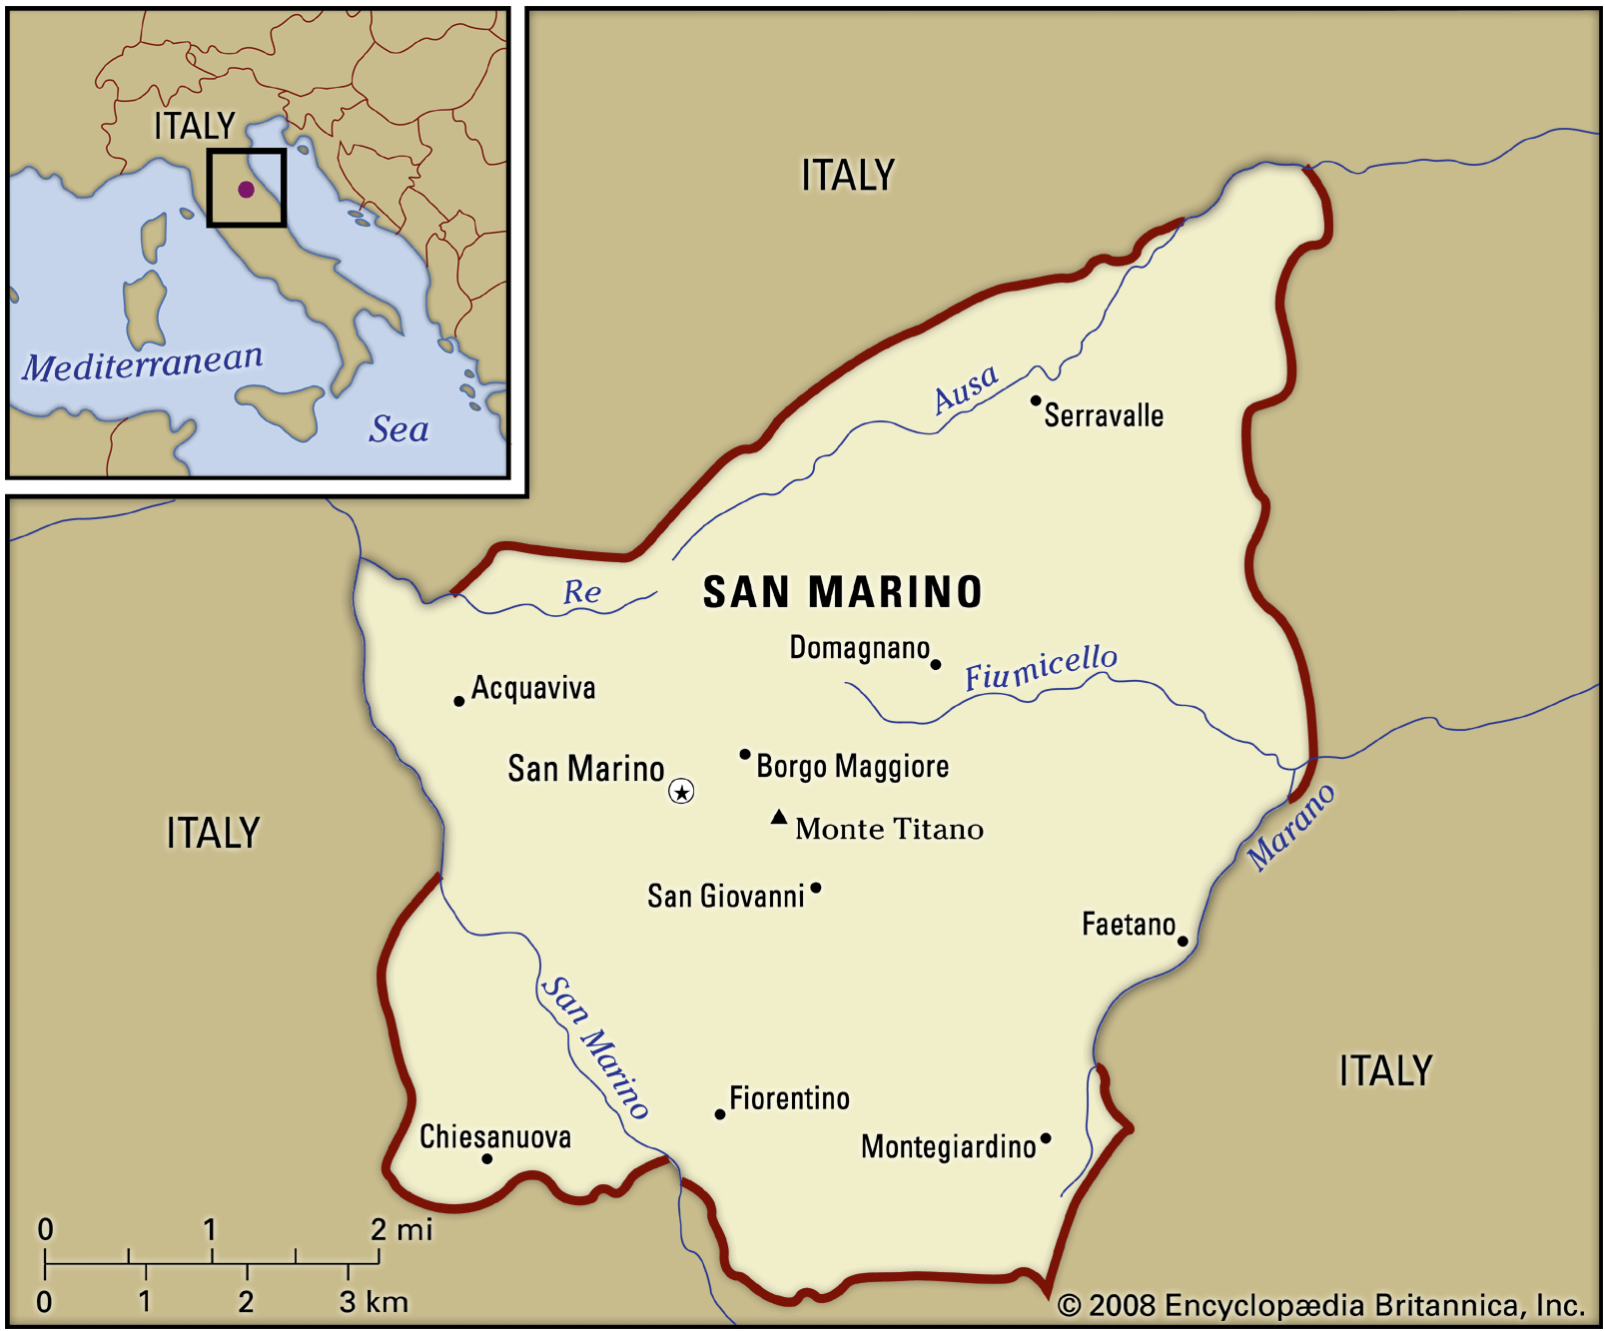 ITALY
Mediterranean
Sea
ITALY
Ausa
Serravalle
Re
SAN MARINO
Domagnano
Fiumicello
Acquaviva
San Marino
Borgo Maggiore
Monte Titano
ITALY
Marano
San Giovanni
Faetano
San Marino
ITALY
Fiorentino
Chiesanuova
Montegiardino
0 1 2 mi
0 1 2 3 km
© 2008 Encyclopædia Britannica, Inc.